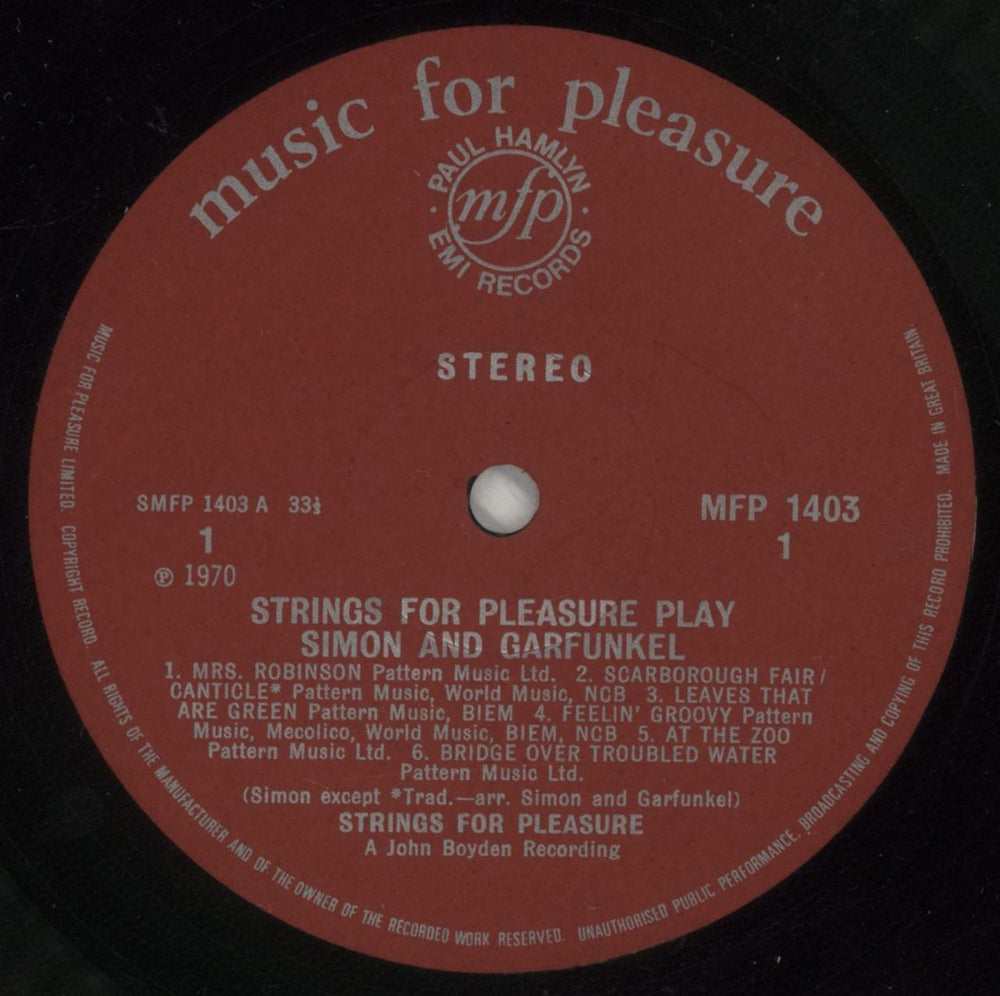 music for pleasure
PAUL HAMLYN
mfp
EMI RECORDS
STEREO
SMFP 1403 A 33⅓
1
℗ 1970
MFP 1403
1
STRINGS FOR PLEASURE PLAY
SIMON AND GARFUNKEL
1. MRS. ROBINSON Pattern Music Ltd. 2. SCARBOROUGH FAIR/
CANTICLE* Pattern Music, World Music, NCB 3. LEAVES THAT
ARE GREEN Pattern Music, BIEM 4. FEELIN' GROOVY Pattern
Music, Mecolico, World Music, BIEM, NCB 5. AT THE ZOO
Pattern Music Ltd. 6. BRIDGE OVER TROUBLED WATER
Pattern Music Ltd.
(Simon except *Trad.—arr. Simon and Garfunkel)
STRINGS FOR PLEASURE
A John Boyden Recording
MUSIC FOR PLEASURE LIMITED. COPYRIGHT RECORD. ALL RIGHTS OF THE MANUFACTURER AND OF THE OWNER OF THE RECORDED WORK RESERVED. UNAUTHORISED PUBLIC PERFORMANCE, BROADCASTING AND COPYING OF THIS RECORD PROHIBITED. MADE IN GREAT BRITAIN.